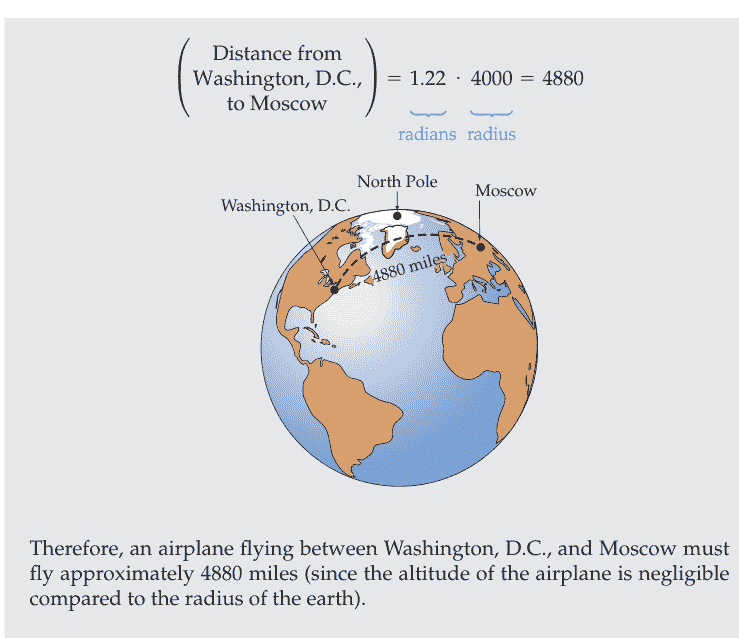 Distance from
Washington, D.C.,
to Moscow
= 1.22 · 4000 = 4880
radians radius
North Pole
Moscow
Washington, D.C.
4880 miles
Therefore, an airplane flying between Washington, D.C., and Moscow must
fly approximately 4880 miles (since the altitude of the airplane is negligible
compared to the radius of the earth).